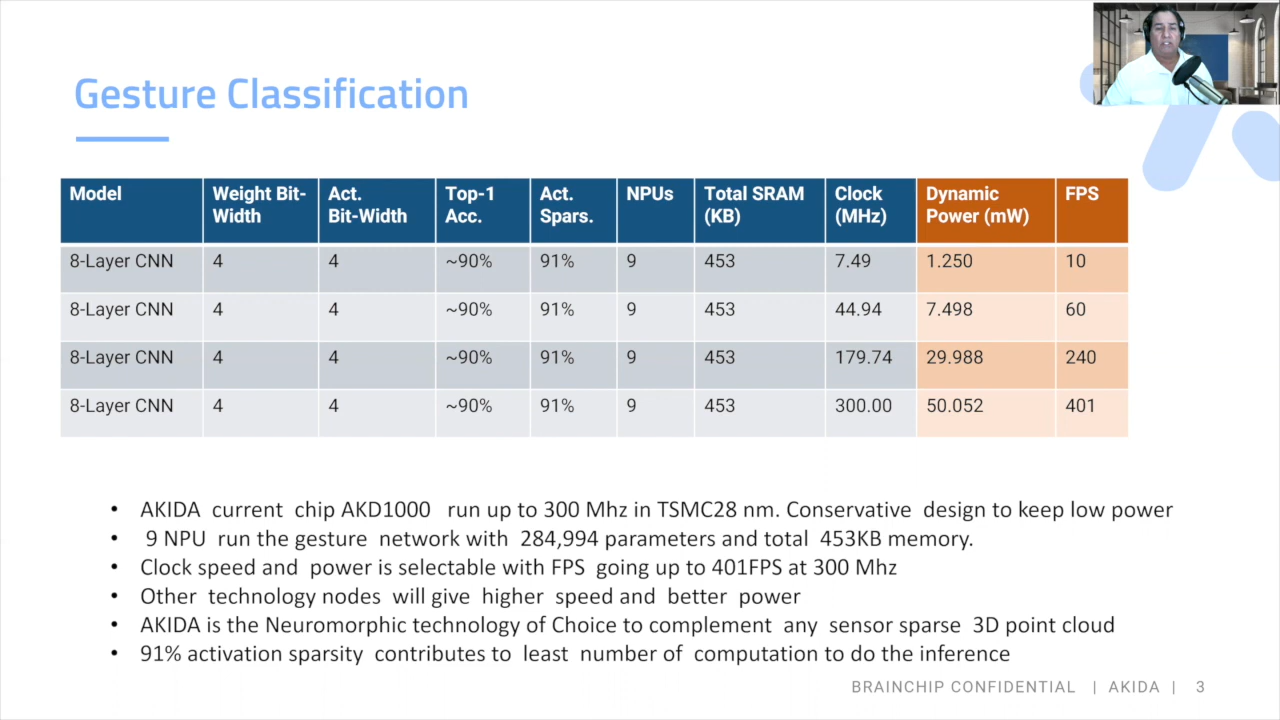 Gesture Classification
Model Weight Bit-Width Act. Bit-Width Top-1 Acc. Act. Spars. NPUs Total SRAM (KB) Clock (MHz) Dynamic Power (mW) FPS
8-Layer CNN 4 4 ~90% 91% 9 453 7.49 1.250 10
8-Layer CNN 4 4 ~90% 91% 9 453 44.94 7.498 60
8-Layer CNN 4 4 ~90% 91% 9 453 179.74 29.988 240
8-Layer CNN 4 4 ~90% 91% 9 453 300.00 50.052 401
• AKIDA current chip AKD1000 run up to 300 Mhz in TSMC28 nm. Conservative design to keep low power
• 9 NPU run the gesture network with 284,994 parameters and total 453KB memory.
• Clock speed and power is selectable with FPS going up to 401FPS at 300 Mhz
• Other technology nodes will give higher speed and better power
• AKIDA is the Neuromorphic technology of Choice to complement any sensor sparse 3D point cloud
• 91% activation sparsity contributes to least number of computation to do the inference
BRAINCHIP CONFIDENTIAL | AKIDA | 3